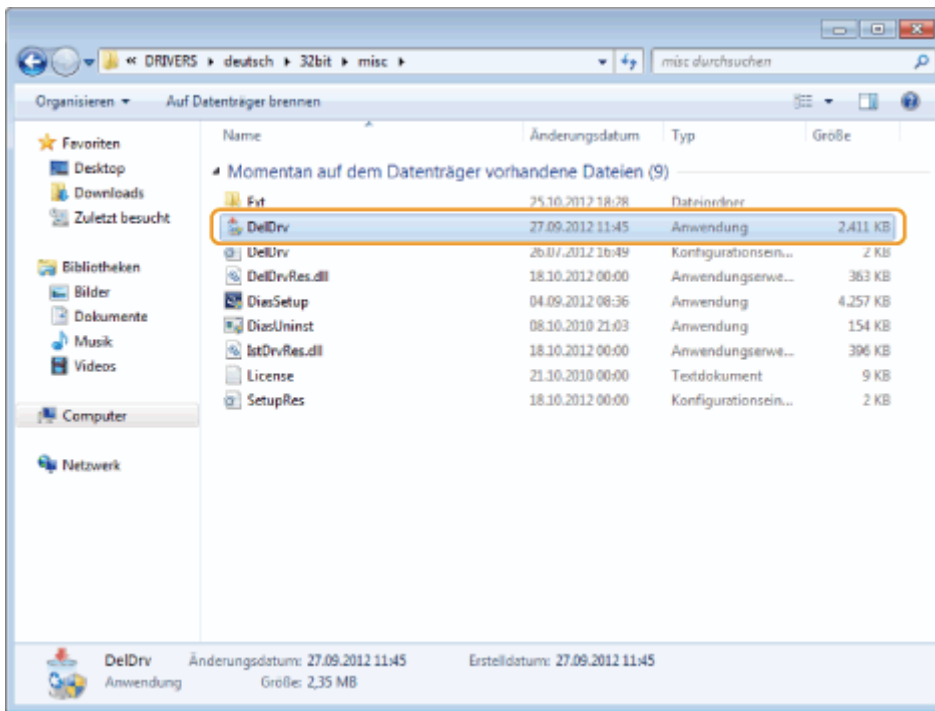 « DRIVERS ▸ deutsch ▸ 32bit ▸ misc ▸ misc durchsuchen
Organisieren ▾ Auf Datenträger brennen
Name Änderungsdatum Typ Größe
Favoriten
Desktop
Downloads
Zuletzt besucht
Bibliotheken
Bilder
Dokumente
Musik
Videos
Computer
Netzwerk
Momentan auf dem Datenträger vorhandene Dateien (9)
Ext 25.10.2012 18:28 Dateiordner
DelDrv 27.09.2012 11:45 Anwendung 2.411 KB
DelDrv 26.07.2012 16:49 Konfigurationsein... 2 KB
DelDrvRes.dll 18.10.2012 00:00 Anwendungserwe... 363 KB
DiasSetup 04.09.2012 08:36 Anwendung 4.257 KB
DiasUninst 08.10.2010 21:03 Anwendung 154 KB
IstDrvRes.dll 18.10.2012 00:00 Anwendungserwe... 396 KB
License 21.10.2010 00:00 Textdokument 9 KB
SetupRes 18.10.2012 00:00 Konfigurationsein... 2 KB
DelDrv Änderungsdatum: 27.09.2012 11:45 Erstelldatum: 27.09.2012 11:45
Anwendung Größe: 2,35 MB